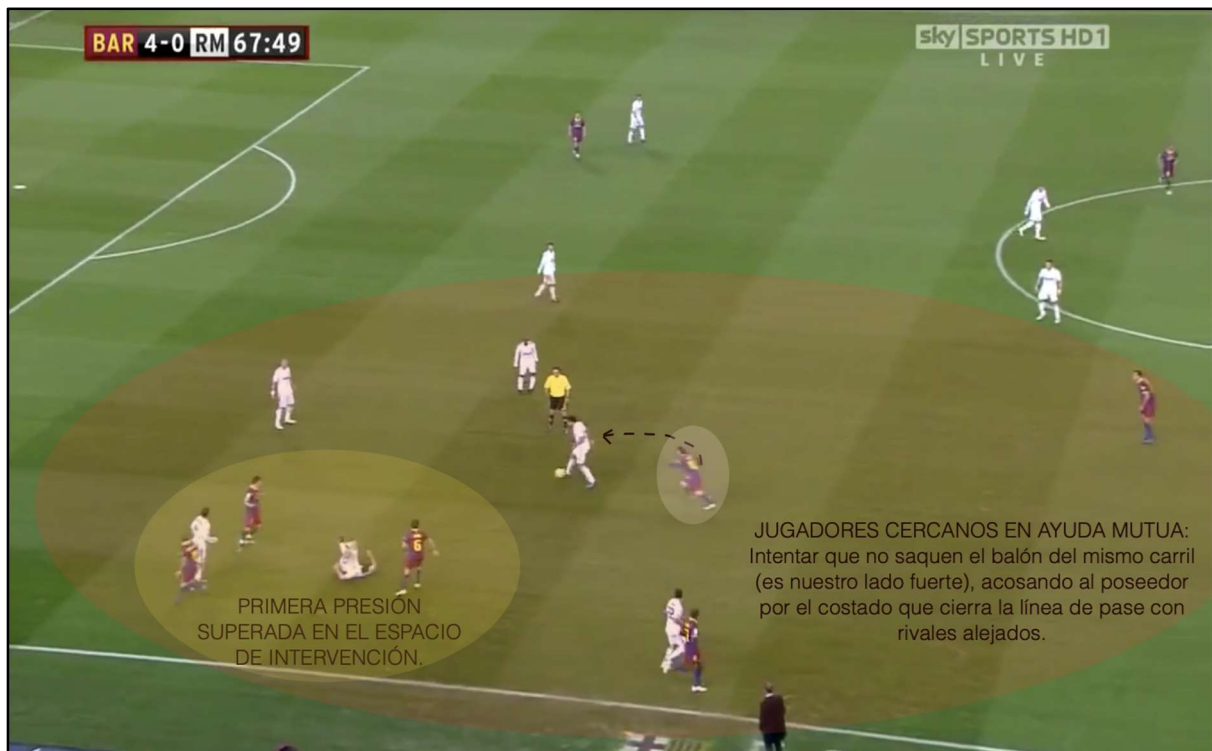 BAR 4-0 RM 67:49
sky SPORTS HD1
LIVE
6
PRIMERA PRESIÓN
SUPERADA EN EL ESPACIO
DE INTERVENCIÓN.
JUGADORES CERCANOS EN AYUDA MUTUA:
Intentar que no saquen el balón del mismo carril
(es nuestro lado fuerte), acosando al poseedor
por el costado que cierra la línea de pase con
rivales alejados.